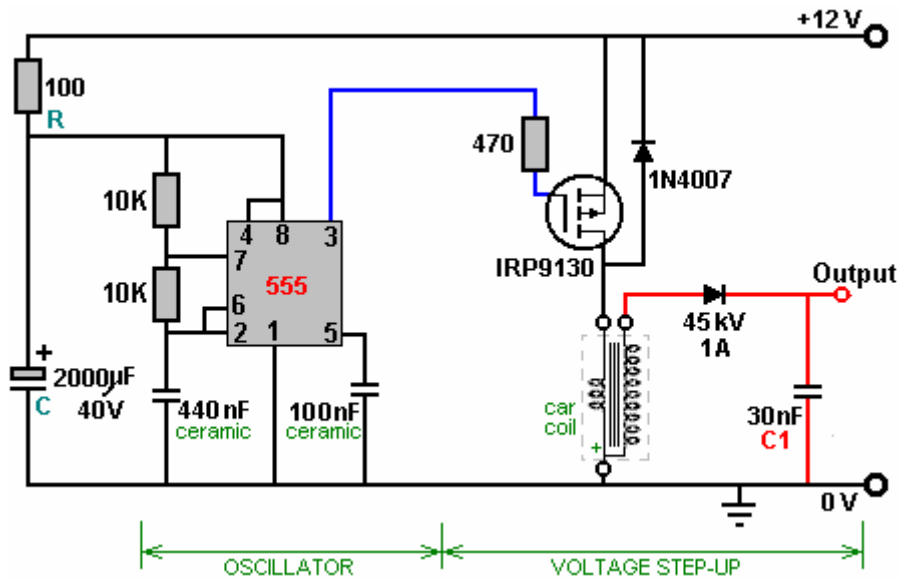 +12 V
100
R
470
1N4007
10K
4 8 3
7
IRP9130
Output
555
10K
6
2 1 5
45 kV
1A
+
2000µF
40V
C
440 nF
ceramic
100nF
ceramic
car
coil
+
30nF
C1
0 V
OSCILLATOR
VOLTAGE STEP-UP